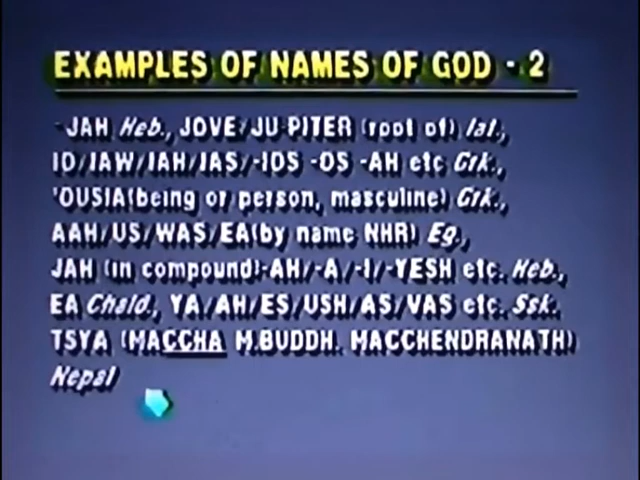 EXAMPLES OF NAMES OF GOD - 2
-JAH Heb., JOVE/JU-PITER (root of) lat.,
IO/IAW/IAH/IAS/-IOS -OS -AH etc Grk.,
'OUSIA(being or person, masculine) Grk.,
AAH/US/WAS/EA(by name NHR) Eg.,
JAH (in compound)-AH/-A/-I/-YESH etc. Heb.,
EA Chald., YA/AH/ES/USH/AS/VAS etc. Ssk.
TSYA (MACCHA M.BUDDH. MACCHENDRANATH)
Nepal